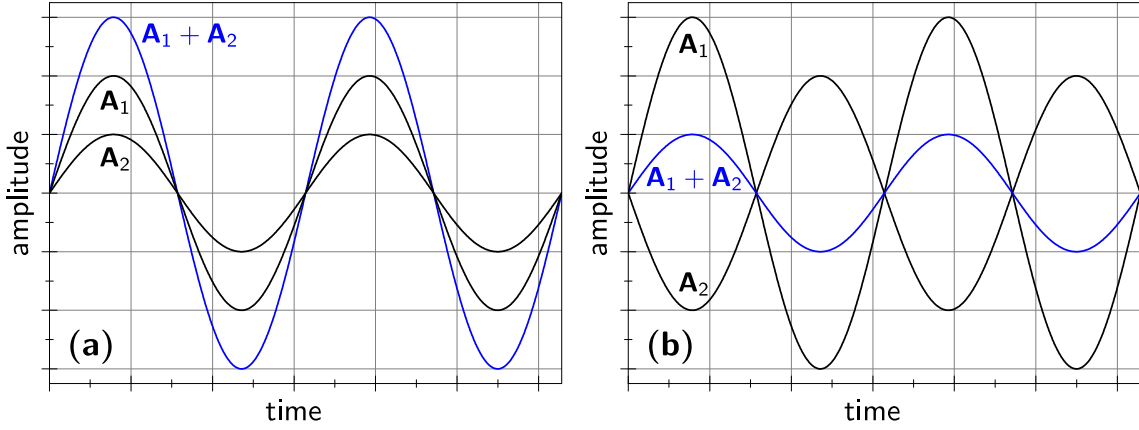 amplitude
A₁ + A₂
A₁
A₂
(a)
time
amplitude
A₁
A₁ + A₂
A₂
(b)
time